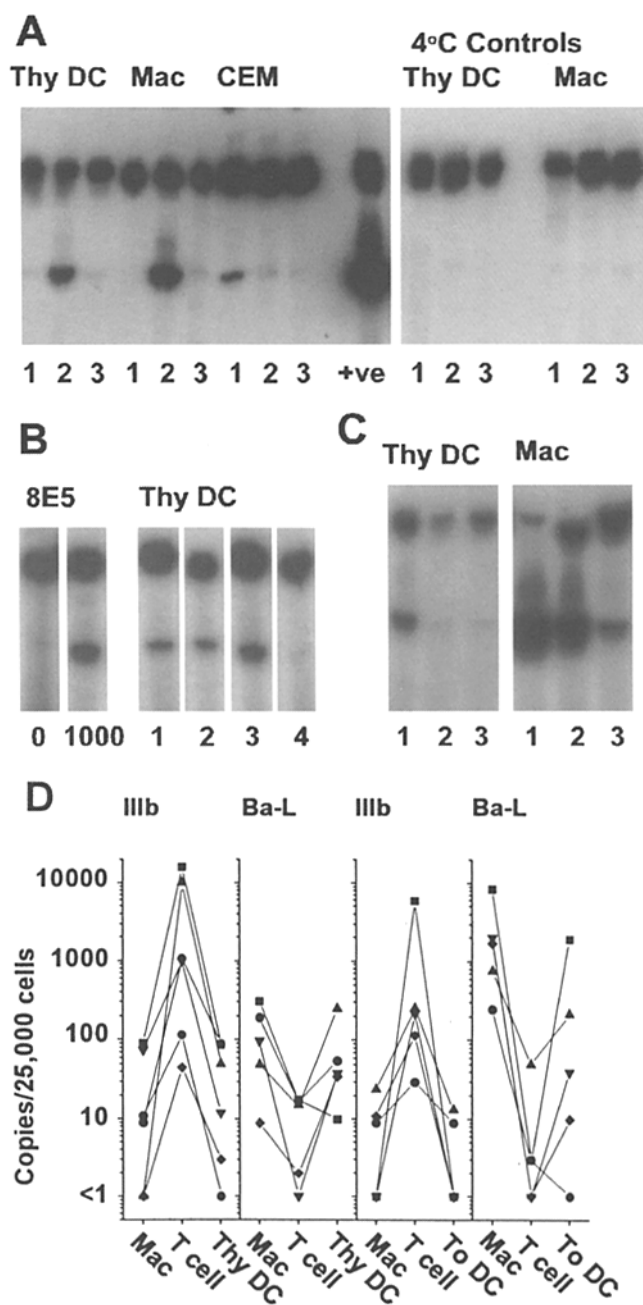 A
4°C Controls
Thy DC Mac CEM Thy DC Mac
1 2 3 1 2 3 1 2 3 +ve 1 2 3 1 2 3
B C
8E5 Thy DC Thy DC Mac
0 1000 1 2 3 4 1 2 3 1 2 3
D
IIIb Ba-L IIIb Ba-L
Copies/25,000 cells
10000
1000
100
10
<1
Mac T cell Thy DC Mac T cell Thy DC Mac T cell To DC Mac T cell To DC